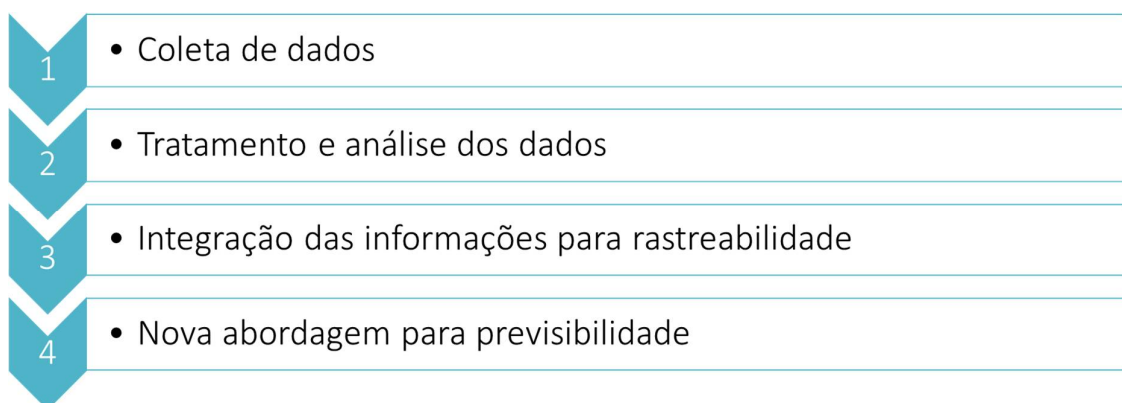 1
• Coleta de dados
2
• Tratamento e análise dos dados
3
• Integração das informações para rastreabilidade
4
• Nova abordagem para previsibilidade